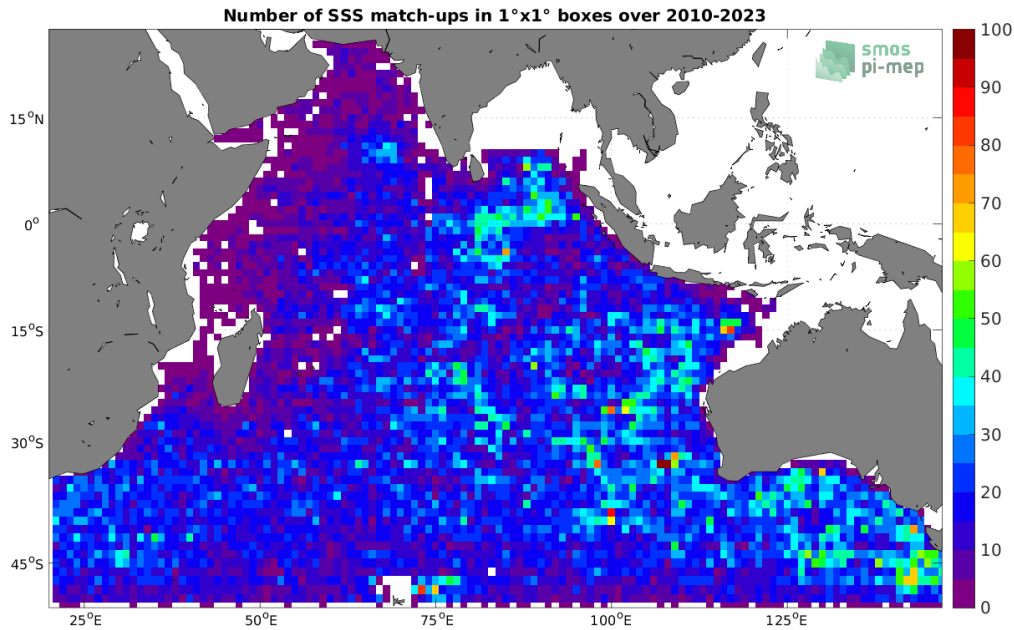 Number of SSS match-ups in 1°x1° boxes over 2010-2023
smos
pi-mep
100
90
80
70
60
50
40
30
20
10
0
15°N
0°
15°S
30°S
45°S
25°E
50°E
75°E
100°E
125°E